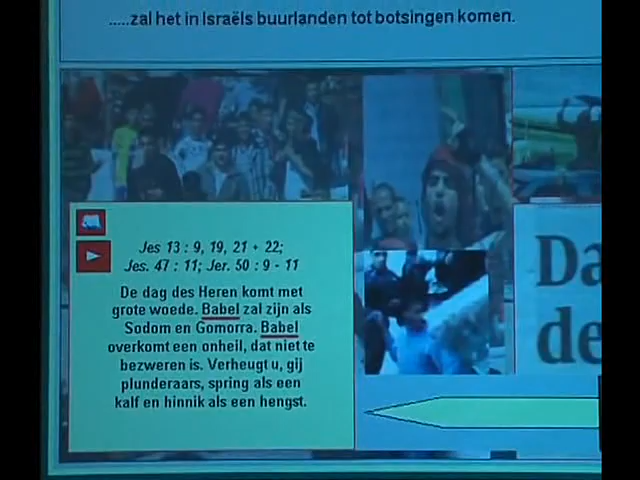 .....zal het in Israëls buurlanden tot botsingen komen.
Jes 13 : 9, 19, 21 + 22;
Jes. 47 : 11; Jer. 50 : 9 - 11
De dag des Heren komt met
grote woede. Babel zal zijn als
Sodom en Gomorra. Babel
overkomt een onheil, dat niet te
bezweren is. Verheugt u, gij
plunderaars, spring als een
kalf en hinnik als een hengst.
Da
de